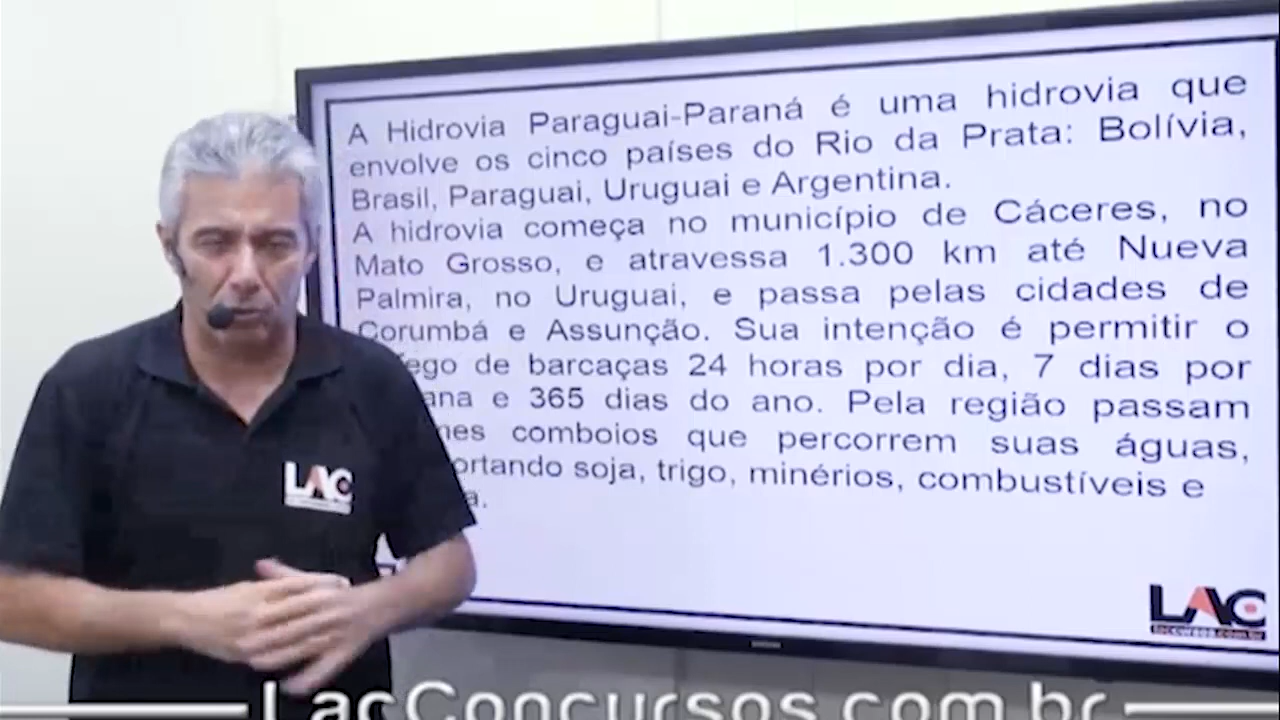 A Hidrovia Paraguai-Paraná é uma hidrovia que
envolve os cinco países do Rio da Prata: Bolívia,
Brasil, Paraguai, Uruguai e Argentina.
A hidrovia começa no município de Cáceres, no
Mato Grosso, e atravessa 1.300 km até Nueva
Palmira, no Uruguai, e passa pelas cidades de
Corumbá e Assunção. Sua intenção é permitir o
de barcaças 24 horas por dia, 7 dias por
e 365 dias do ano. Pela região passam
comboios que percorrem suas águas,
soja, trigo, minérios, combustíveis e
LAC
LAC
laccursos.com.br
LacConcursos.com.br